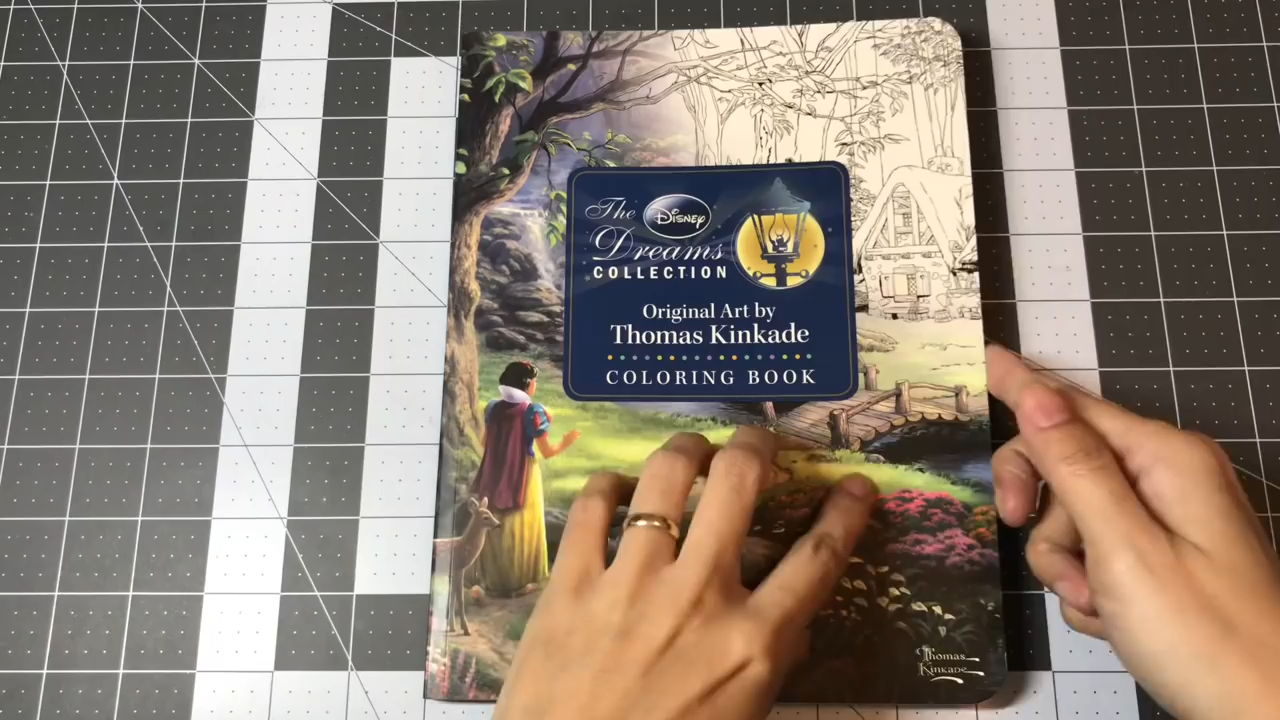 The Disney
Dreams
COLLECTION
Original Art by
Thomas Kinkade
COLORING BOOK
Thomas
Kinkade